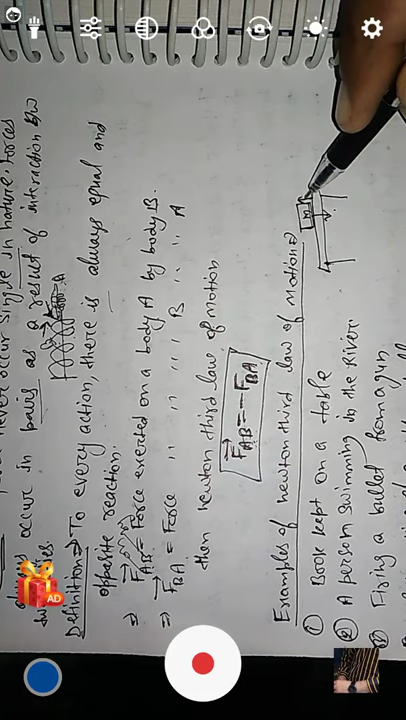 never occur single in nature. forces
occur in pairs as a result of interaction b/w
Definition ⇒ To every action, there is always equal and
opposite reaction.
⇒ F⃗AB = Force exerted on a body A by body B.
⇒ F⃗BA = Force ,, ,, ,, ,, B ,, ,, A
then newton third law of motion
F⃗AB = -F⃗BA
Examples of newton third law of motion ⇒
① Book kept on a table
② A person swimming in the river.
③ Firing a bullet from a gun
AD